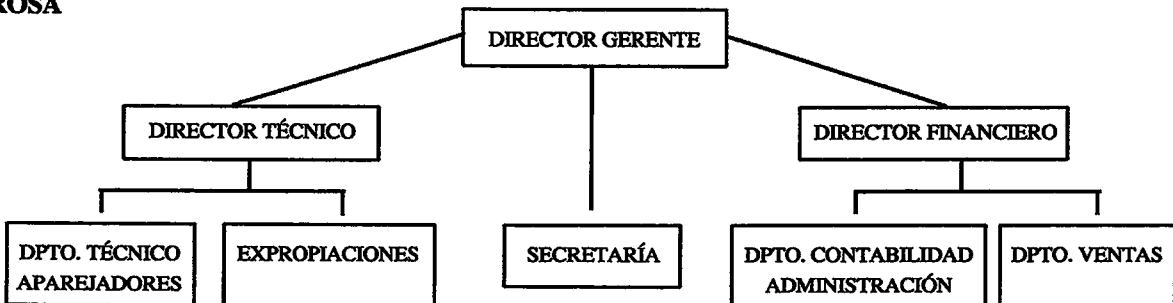 ROSA
DIRECTOR GERENTE
DIRECTOR TÉCNICO
DIRECTOR FINANCIERO
DPTO. TÉCNICO
APAREJADORES
EXPROPIACIONES
SECRETARÍA
DPTO. CONTABILIDAD
ADMINISTRACIÓN
DPTO. VENTAS